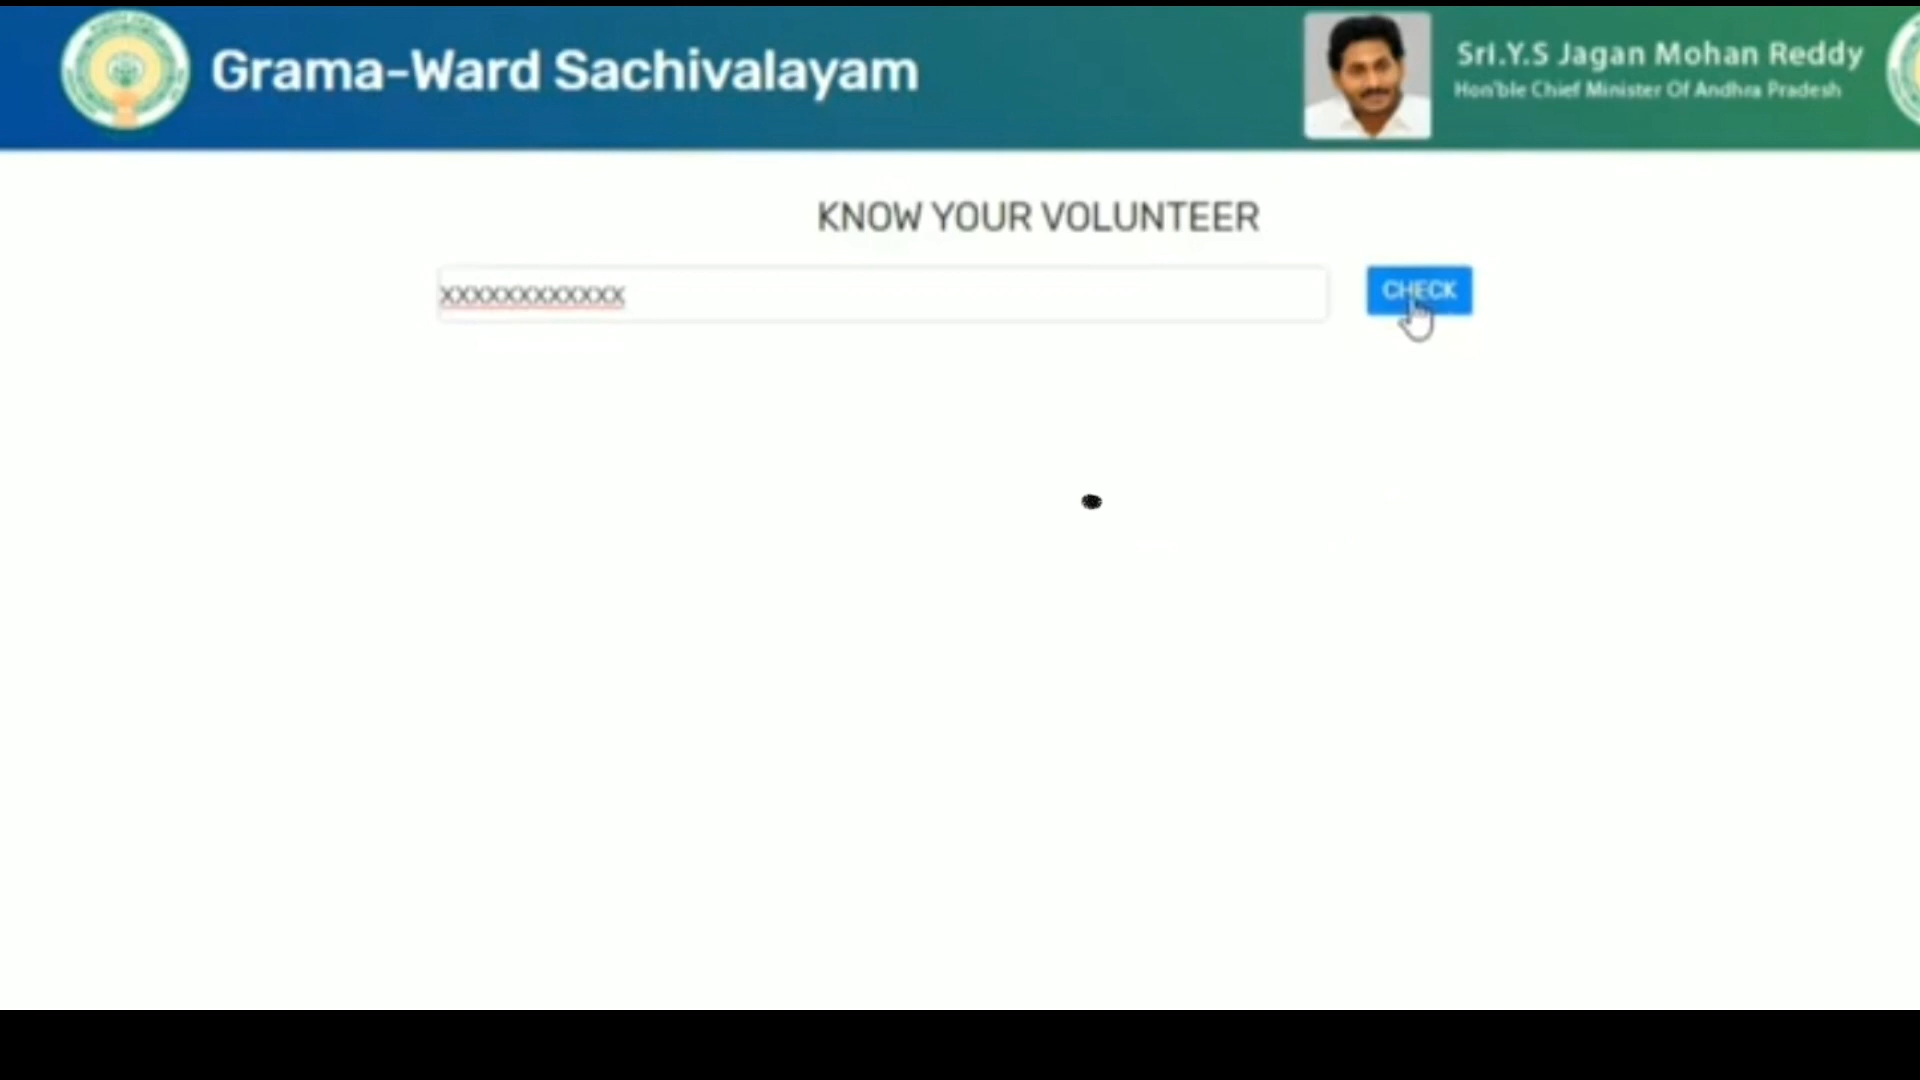 Grama-Ward Sachivalayam
Sri.Y.S Jagan Mohan Reddy
Hon'ble Chief Minister Of Andhra Pradesh
KNOW YOUR VOLUNTEER
XXXXXXXXXXXX
CHECK